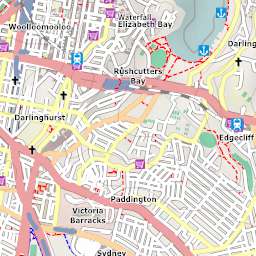 Waterfall
Elizabeth Bay
Woolloomooloo
Darling
Rushcutters
Bay
Darlinghurst
Edgecliff
Paddington
Victoria
Barracks
Sydney